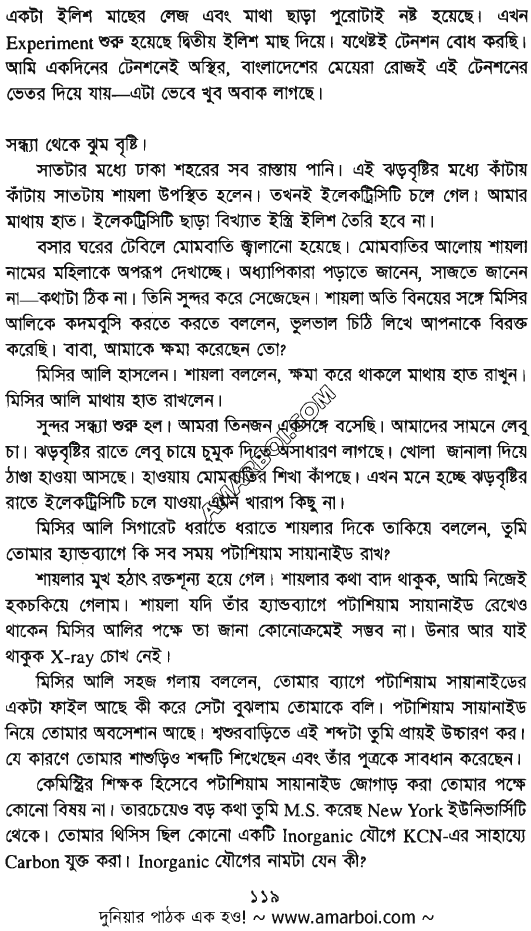 একটা ইলিশ মাছের লেজ এবং মাথা ছাড়া পুরোটাই নষ্ট হয়েছে। এখন
Experiment শুরু হয়েছে দ্বিতীয় ইলিশ মাছ দিয়ে। যথেষ্টই টেনশন বোধ করছি।
আমি একদিনের টেনশনেই অস্থির, বাংলাদেশের মেয়েরা রোজই এই টেনশনের
ভেতর দিয়ে যায়—এটা ভেবে খুব অবাক লাগছে।
সন্ধ্যা থেকে ঝুম বৃষ্টি।
সাতটার মধ্যে ঢাকা শহরের সব রাস্তায় পানি। এই ঝড়বৃষ্টির মধ্যে কাঁটায়
কাঁটায় সাতটায় শায়লা উপস্থিত হলেন। তখনই ইলেকট্রিসিটি চলে গেল। আমার
মাথায় হাত। ইলেকট্রিসিটি ছাড়া বিখ্যাত ইস্ত্রি ইলিশ তৈরি হবে না।
বসার ঘরের টেবিলে মোমবাতি জ্বালানো হয়েছে। মোমবাতির আলোয় শায়লা
নামের মহিলাকে অপরূপ দেখাচ্ছে। অধ্যাপিকারা পড়াতে জানেন, সাজতে জানেন
না—কথাটা ঠিক না। তিনি সুন্দর করে সেজেছেন। শায়লা অতি বিনয়ের সঙ্গে মিসির
আলিকে কদমবুসি করতে করতে বললেন, ভুলভাল চিঠি লিখে আপনাকে বিরক্ত
করেছি। বাবা, আমাকে ক্ষমা করেছেন তো?
মিসির আলি হাসলেন। শায়লা বললেন, ক্ষমা করে থাকলে মাথায় হাত রাখুন।
মিসির আলি মাথায় হাত রাখলেন।
সুন্দর সন্ধ্যা শুরু হল। আমরা তিনজন একসঙ্গে বসেছি। আমাদের সামনে লেবু
চা। ঝড়বৃষ্টির রাতে লেবু চায়ে চুমুক দিতে অসাধারণ লাগছে। খোলা জানালা দিয়ে
ঠাণ্ডা হাওয়া আসছে। হাওয়ায় মোমবাতির শিখা কাঁপছে। এখন মনে হচ্ছে ঝড়বৃষ্টির
রাতে ইলেকট্রিসিটি চলে যাওয়া এমন খারাপ কিছু না।
মিসির আলি সিগারেট ধরাতে ধরাতে শায়লার দিকে তাকিয়ে বললেন, তুমি
তোমার হ্যান্ডব্যাগে কি সব সময় পটাশিয়াম সায়ানাইড রাখ?
শায়লার মুখ হঠাৎ রক্তশূন্য হয়ে গেল। শায়লার কথা বাদ থাকুক, আমি নিজেই
হকচকিয়ে গেলাম। শায়লা যদি তাঁর হ্যান্ডব্যাগে পটাশিয়াম সায়ানাইড রেখেও
থাকেন মিসির আলির পক্ষে তা জানা কোনোক্রমেই সম্ভব না। উনার আর যাই
থাকুক X-ray চোখ নেই।
মিসির আলি সহজ গলায় বললেন, তোমার ব্যাগে পটাশিয়াম সায়ানাইডের
একটা ফাইল আছে কী করে সেটা বুঝলাম তোমাকে বলি। পটাশিয়াম সায়ানাইড
নিয়ে তোমার অবসেশান আছে। শ্বশুরবাড়িতে এই শব্দটা তুমি প্রায়ই উচ্চারণ কর।
যে কারণে তোমার শাশুড়িও শব্দটি শিখেছেন এবং তাঁর পুত্রকে সাবধান করেছেন।
কেমিস্ট্রির শিক্ষক হিসেবে পটাশিয়াম সায়ানাইড জোগাড় করা তোমার পক্ষে
কোনো বিষয় না। তারচেয়েও বড় কথা তুমি M.S. করেছ New York ইউনিভার্সিটি
থেকে। তোমার থিসিস ছিল কোনো একটি Inorganic যৌগে KCN-এর সাহায্যে
Carbon যুক্ত করা। Inorganic যৌগের নামটা যেন কী?
AMARBOI.COM
১১৯
দুনিয়ার পাঠক এক হও! ~ www.amarboi.com ~